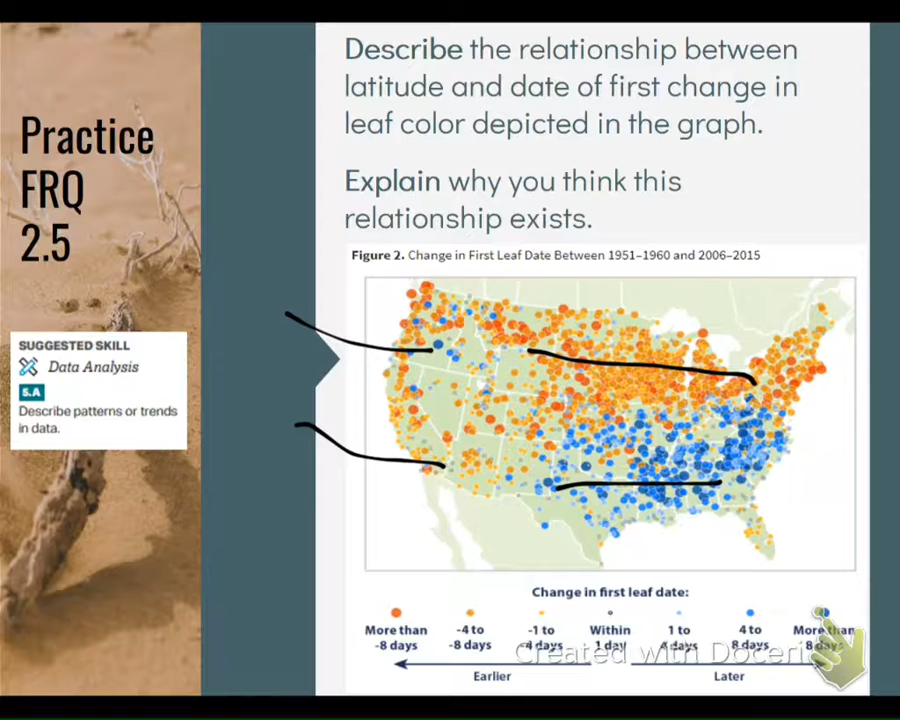 Practice
FRQ
2.5
SUGGESTED SKILL
Data Analysis
5.A
Describe patterns or trends
in data.
Describe the relationship between
latitude and date of first change in
leaf color depicted in the graph.
Explain why you think this
relationship exists.
Figure 2. Change in First Leaf Date Between 1951–1960 and 2006–2015
Change in first leaf date:
More than
-8 days
-4 to
-8 days
-1 to
-4 days
Within
1 day
1 to
4 days
4 to
8 days
More than
8 days
Earlier
Later
Created with Doceri